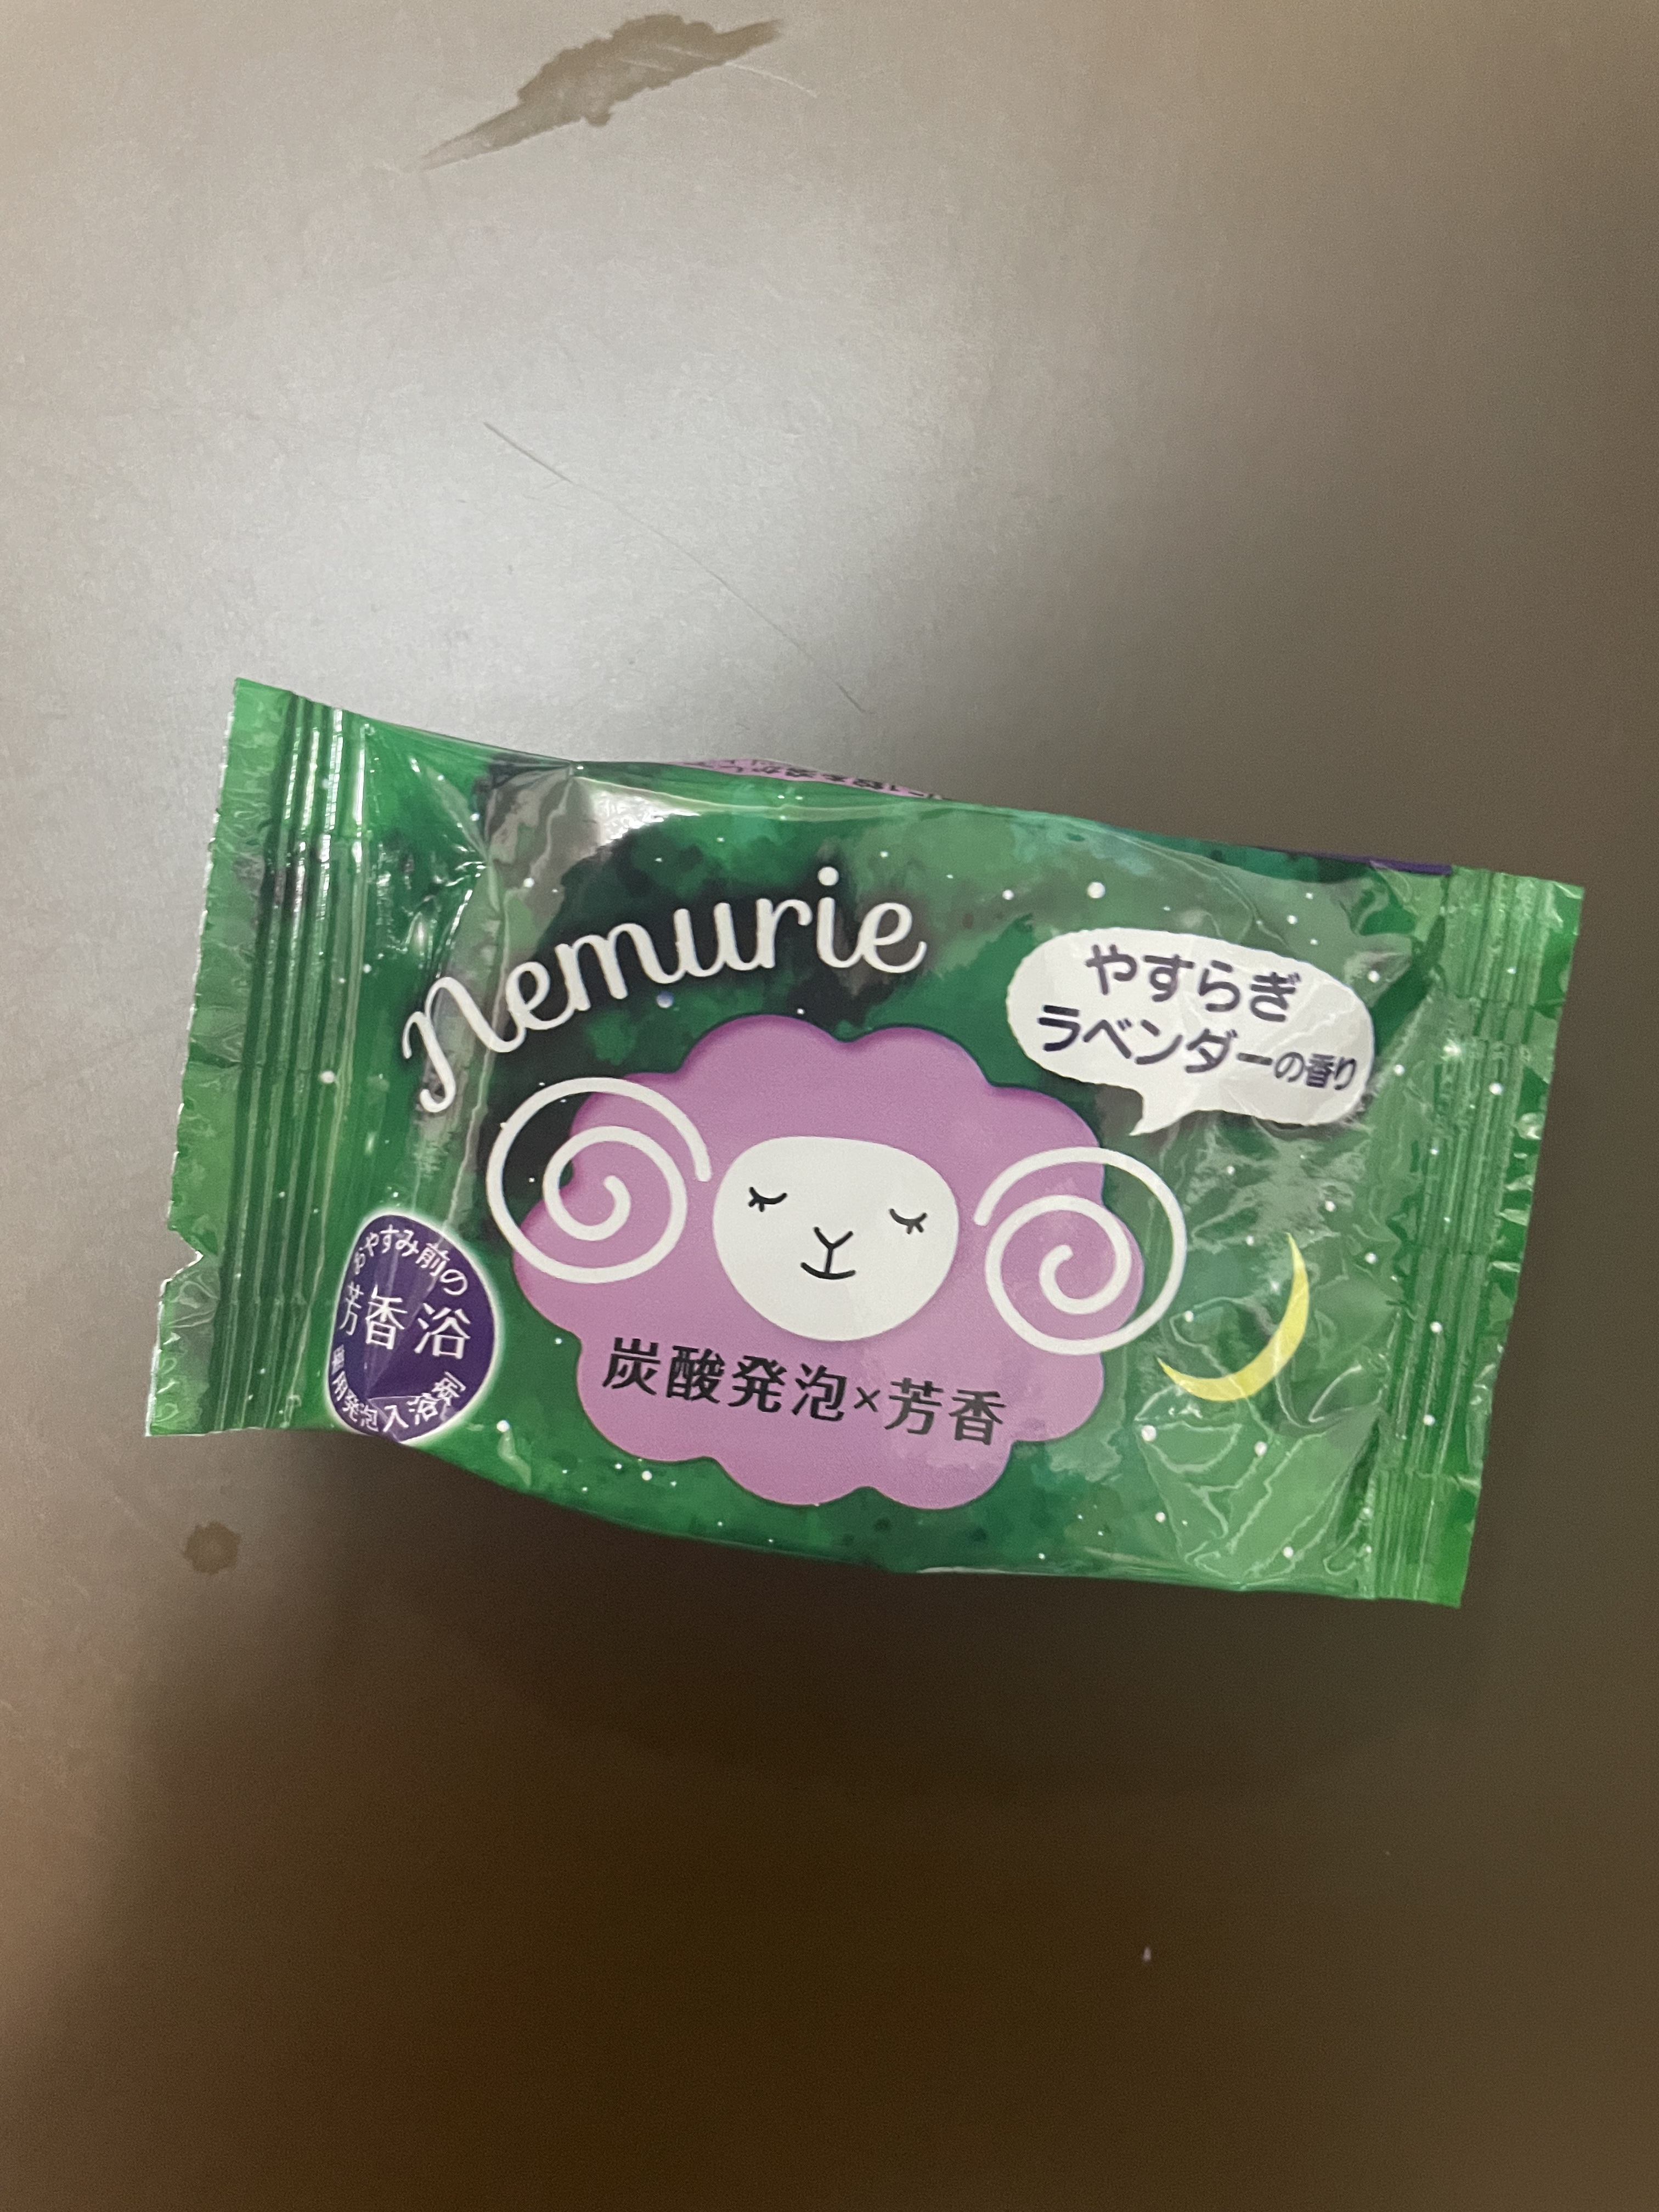 Nemurie
やすらぎ
ラベンダーの香り
炭酸発泡×芳香
おやすみ前の
芳香浴
用発泡入浴剤